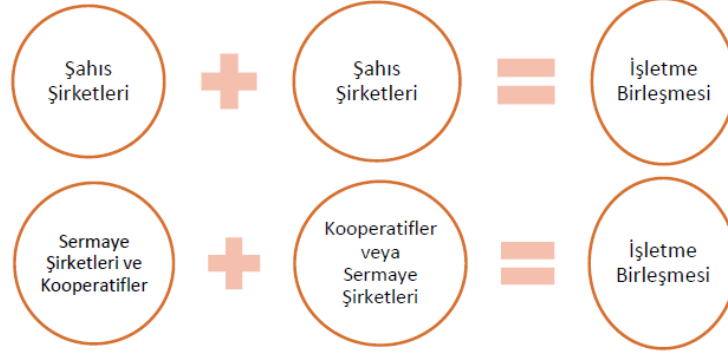 Şahıs
Şirketleri
Şahıs
Şirketleri
İşletme
Birleşmesi
Sermaye
Şirketleri ve
Kooperatifler
Kooperatifler
veya
Sermaye
Şirketleri
İşletme
Birleşmesi